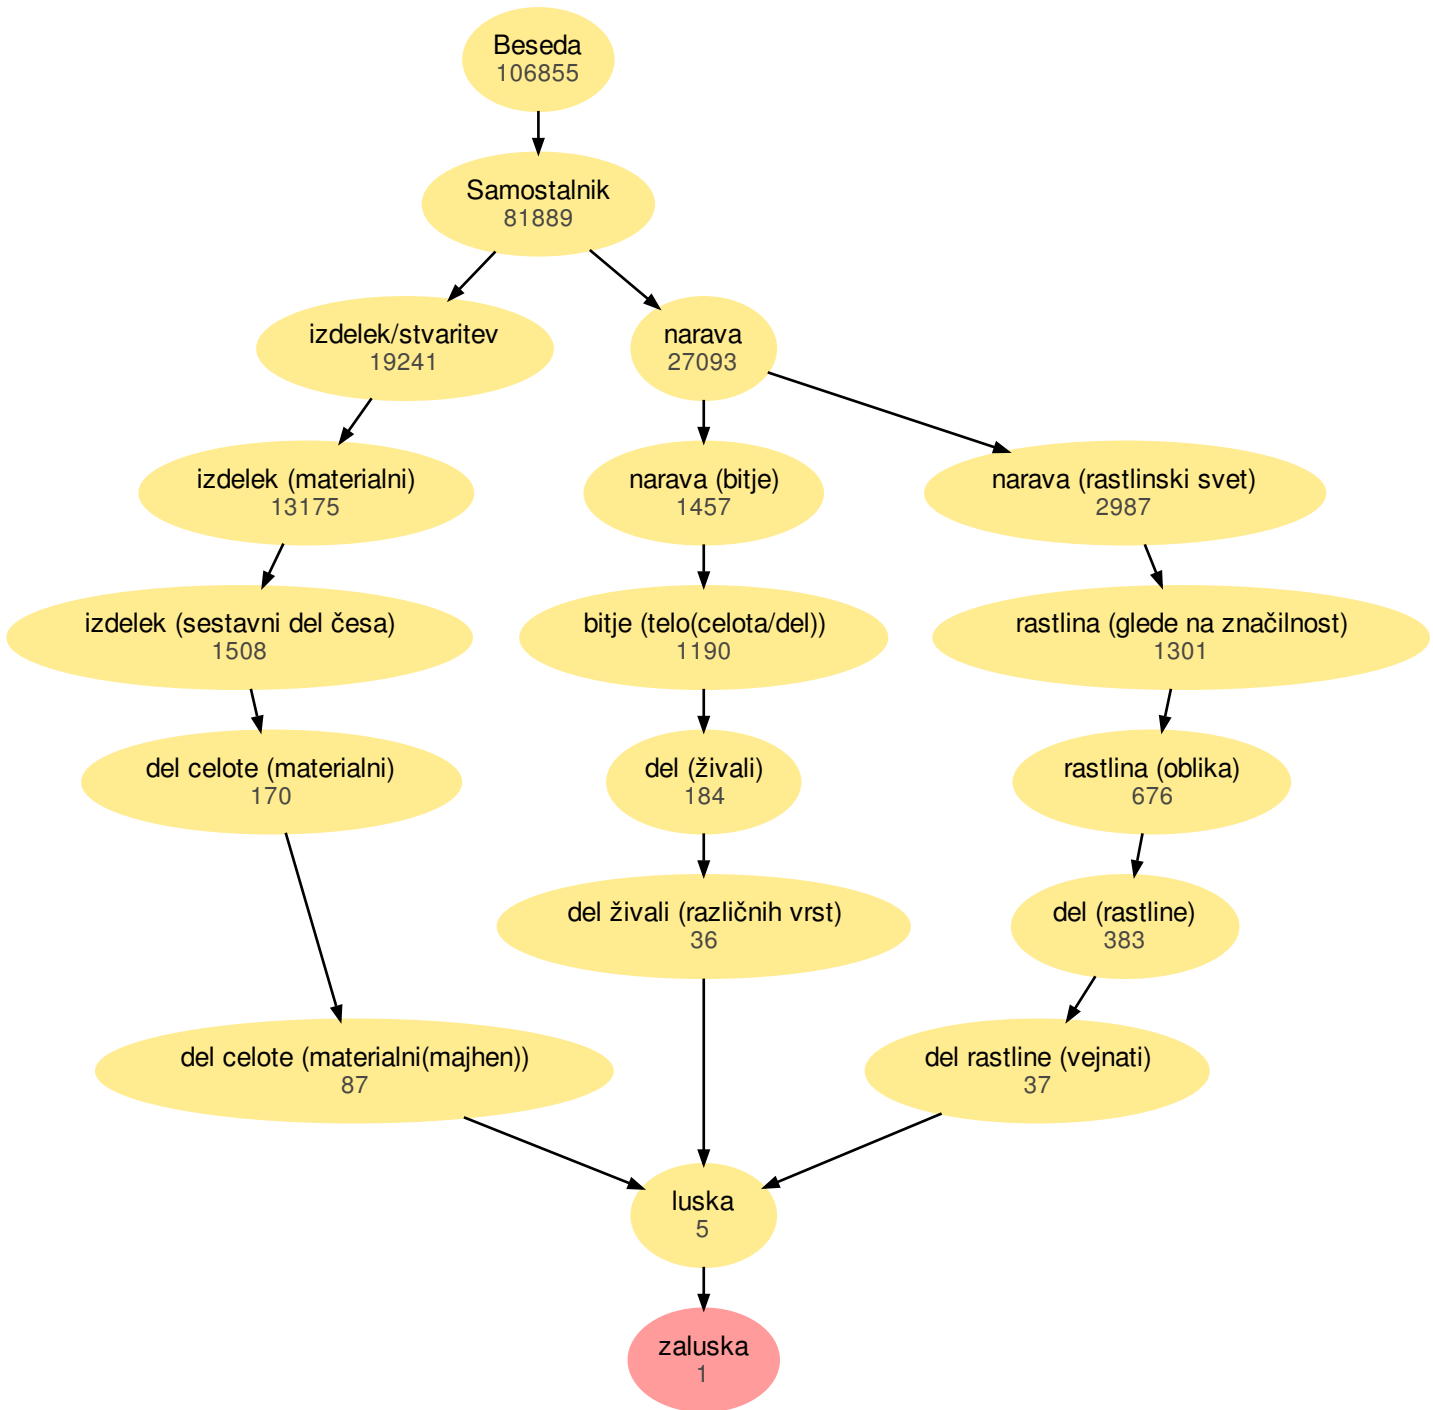 Beseda
106855
Samostalnik
81889
izdelek/stvaritev
19241
narava
27093
izdelek (materialni)
13175
narava (bitje)
1457
narava (rastlinski svet)
2987
izdelek (sestavni del česa)
1508
bitje (telo(celota/del))
1190
rastlina (glede na značilnost)
1301
del celote (materialni)
170
del (živali)
184
rastlina (oblika)
676
del živali (različnih vrst)
36
del (rastline)
383
del celote (materialni(majhen))
87
del rastline (vejnati)
37
luska
5
zaluska
1